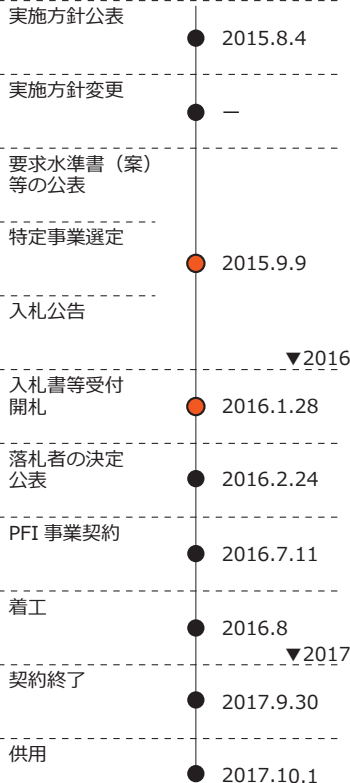 実施方針公表
2015.8.4
実施方針変更
－
要求水準書（案）
等の公表
特定事業選定
2015.9.9
入札公告
▼2016
入札書等受付
開札
2016.1.28
落札者の決定
公表
2016.2.24
PFI 事業契約
2016.7.11
着工
2016.8
▼2017
契約終了
2017.9.30
供用
2017.10.1